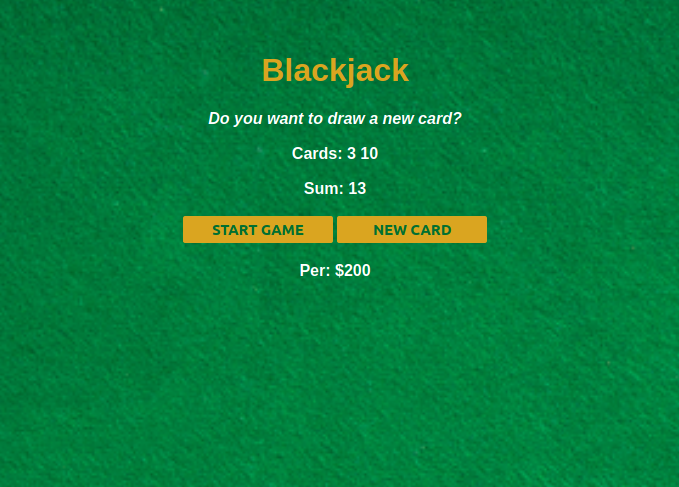 Blackjack
Do you want to draw a new card?
Cards: 3 10
Sum: 13
START GAME NEW CARD
Per: $200